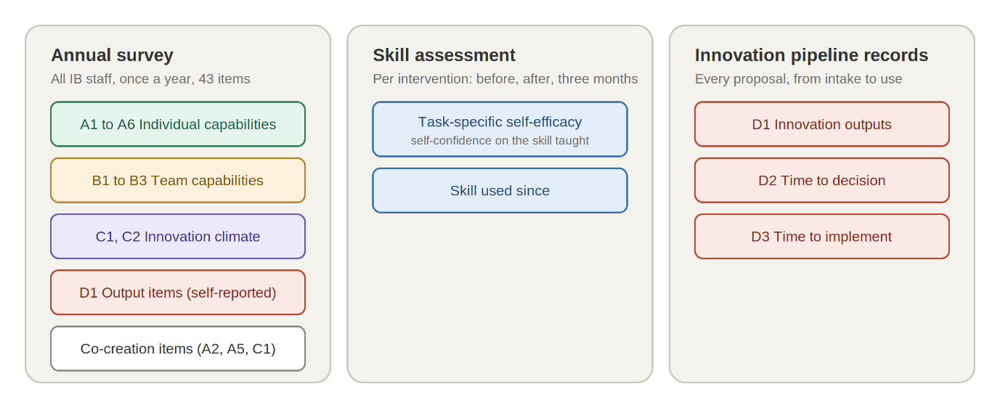 Annual survey
All IB staff, once a year, 43 items
A1 to A6 Individual capabilities
B1 to B3 Team capabilities
C1, C2 Innovation climate
D1 Output items (self-reported)
Co-creation items (A2, A5, C1)
Skill assessment
Per intervention: before, after, three months
Task-specific self-efficacy
self-confidence on the skill taught
Skill used since
Innovation pipeline records
Every proposal, from intake to use
D1 Innovation outputs
D2 Time to decision
D3 Time to implement